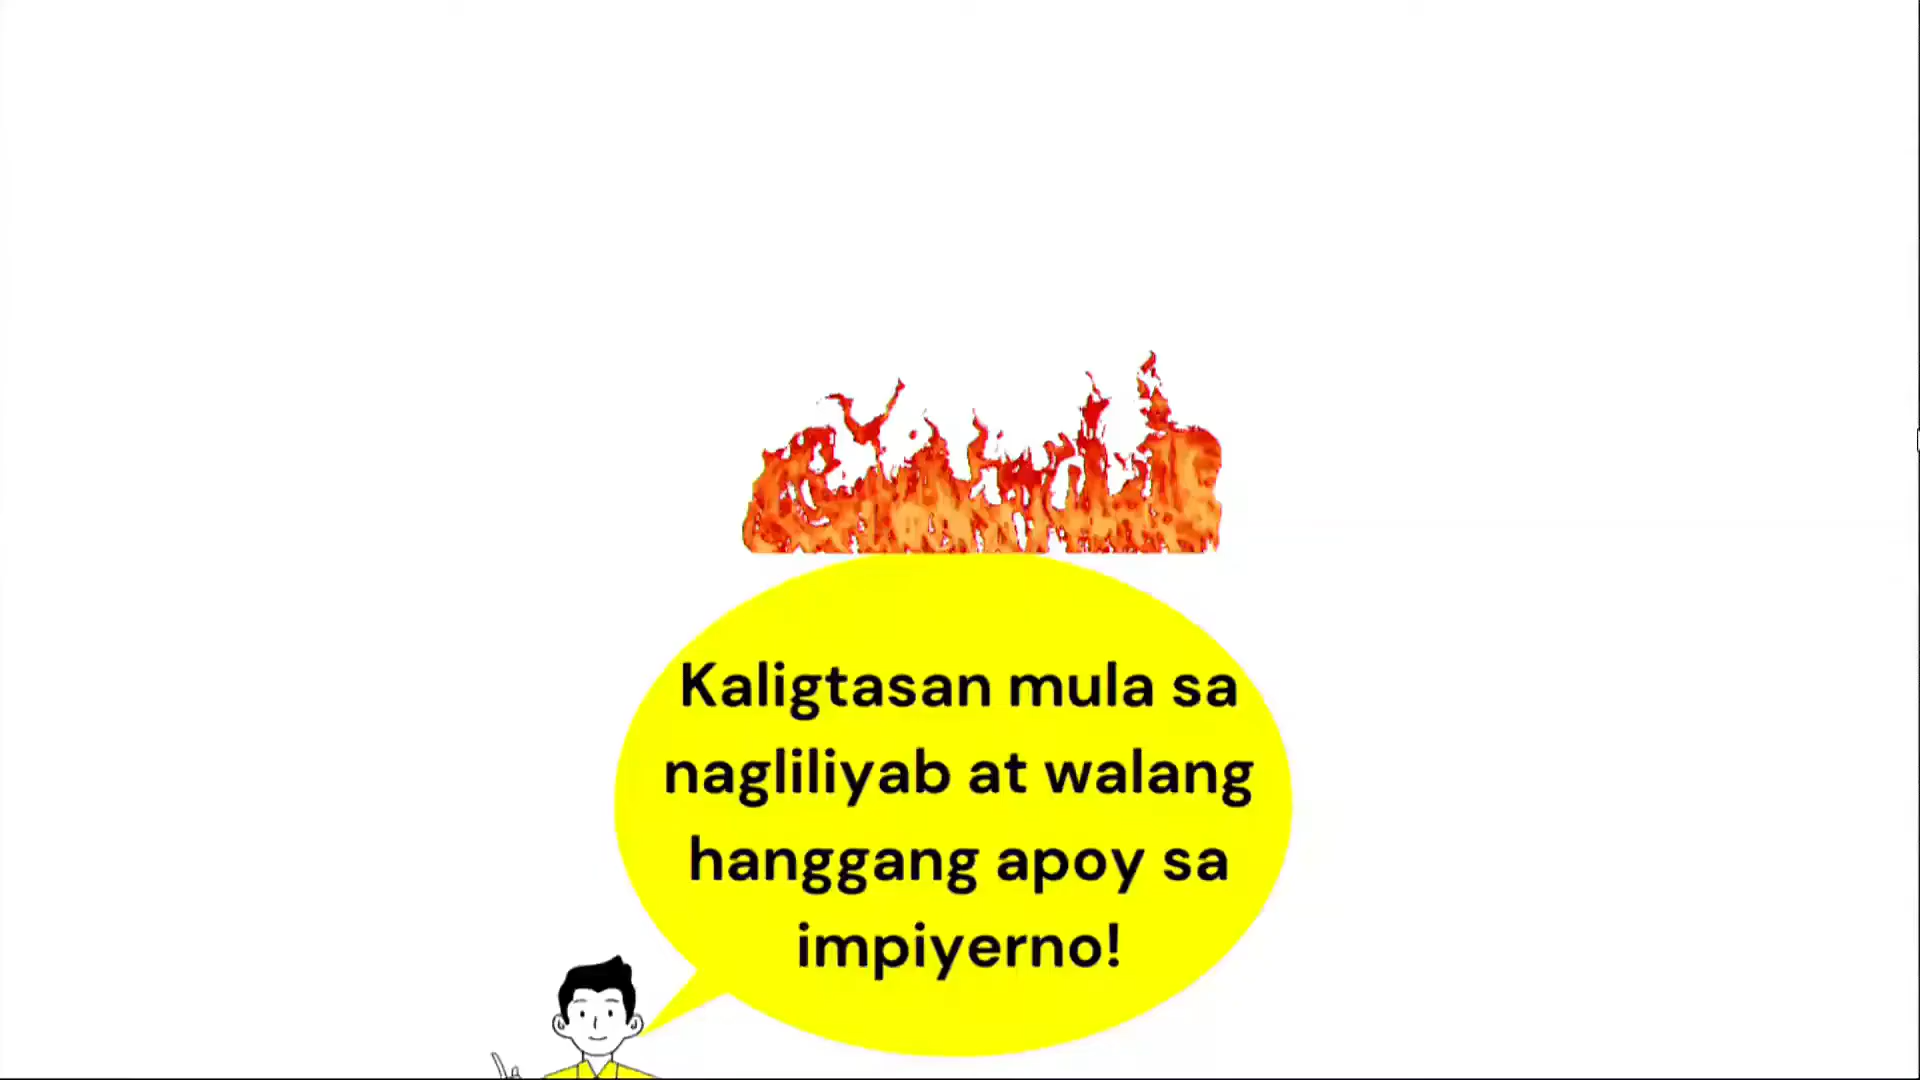 Kaligtasan mula sa
nagliliyab at walang
hanggang apoy sa
impiyerno!